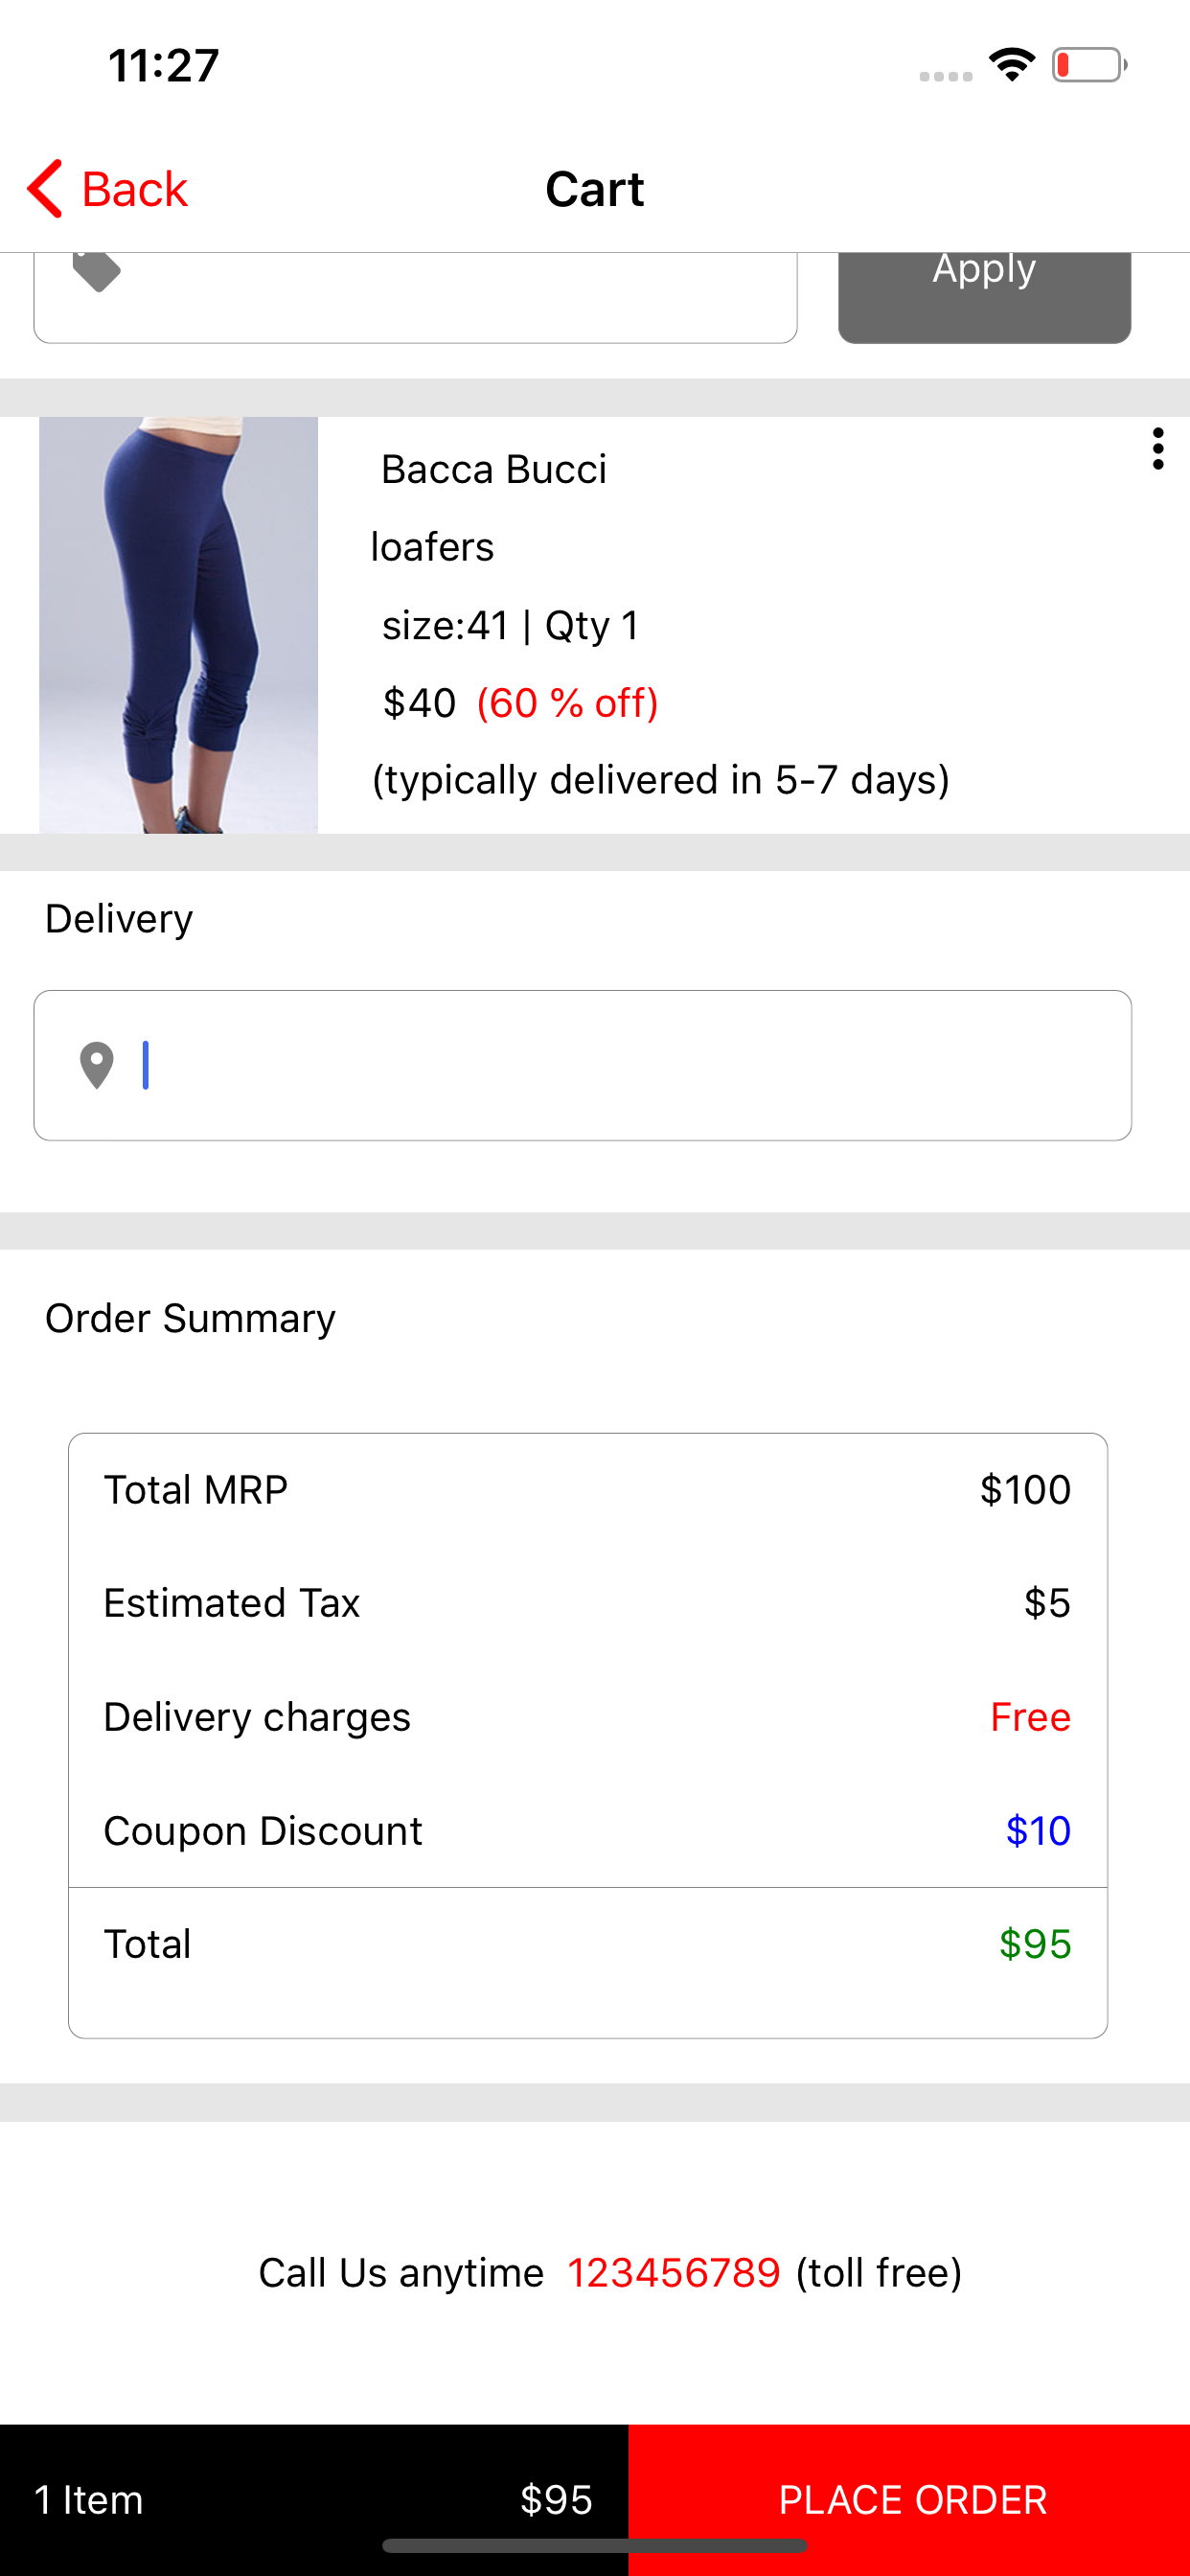 11:27
Back
Cart
Apply
Bacca Bucci
loafers
size:41 | Qty 1
$40 (60 % off)
(typically delivered in 5-7 days)
Delivery
Order Summary
Total MRP $100
Estimated Tax $5
Delivery charges Free
Coupon Discount $10
Total $95
Call Us anytime 123456789 (toll free)
1 Item $95 PLACE ORDER